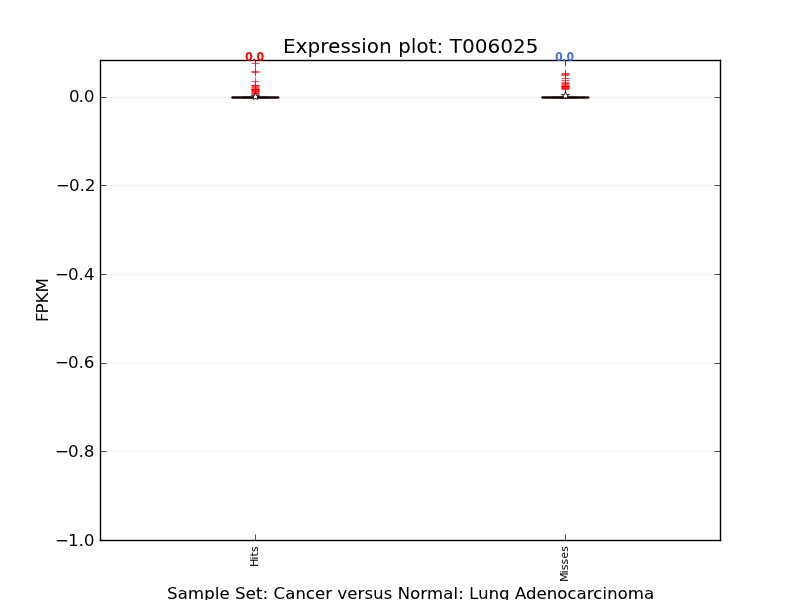 Expression plot: T006025
0.0 0.0
0.0
−0.2
−0.4
−0.6
−0.8
−1.0
FPKM
Hits Misses
Sample Set: Cancer versus Normal: Lung Adenocarcinoma